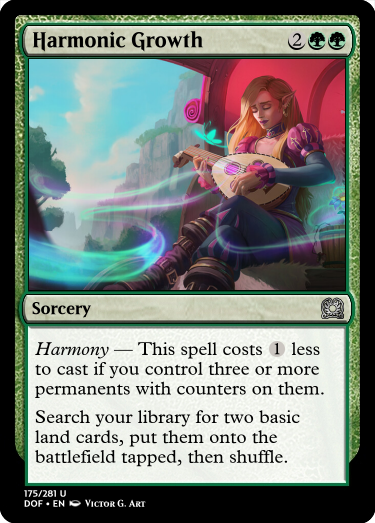 Harmonic Growth 2
Sorcery
Harmony — This spell costs 1 less
to cast if you control three or more
permanents with counters on them.
Search your library for two basic
land cards, put them onto the
battlefield tapped, then shuffle.
175/281 U
DOF • EN Victor G. Art